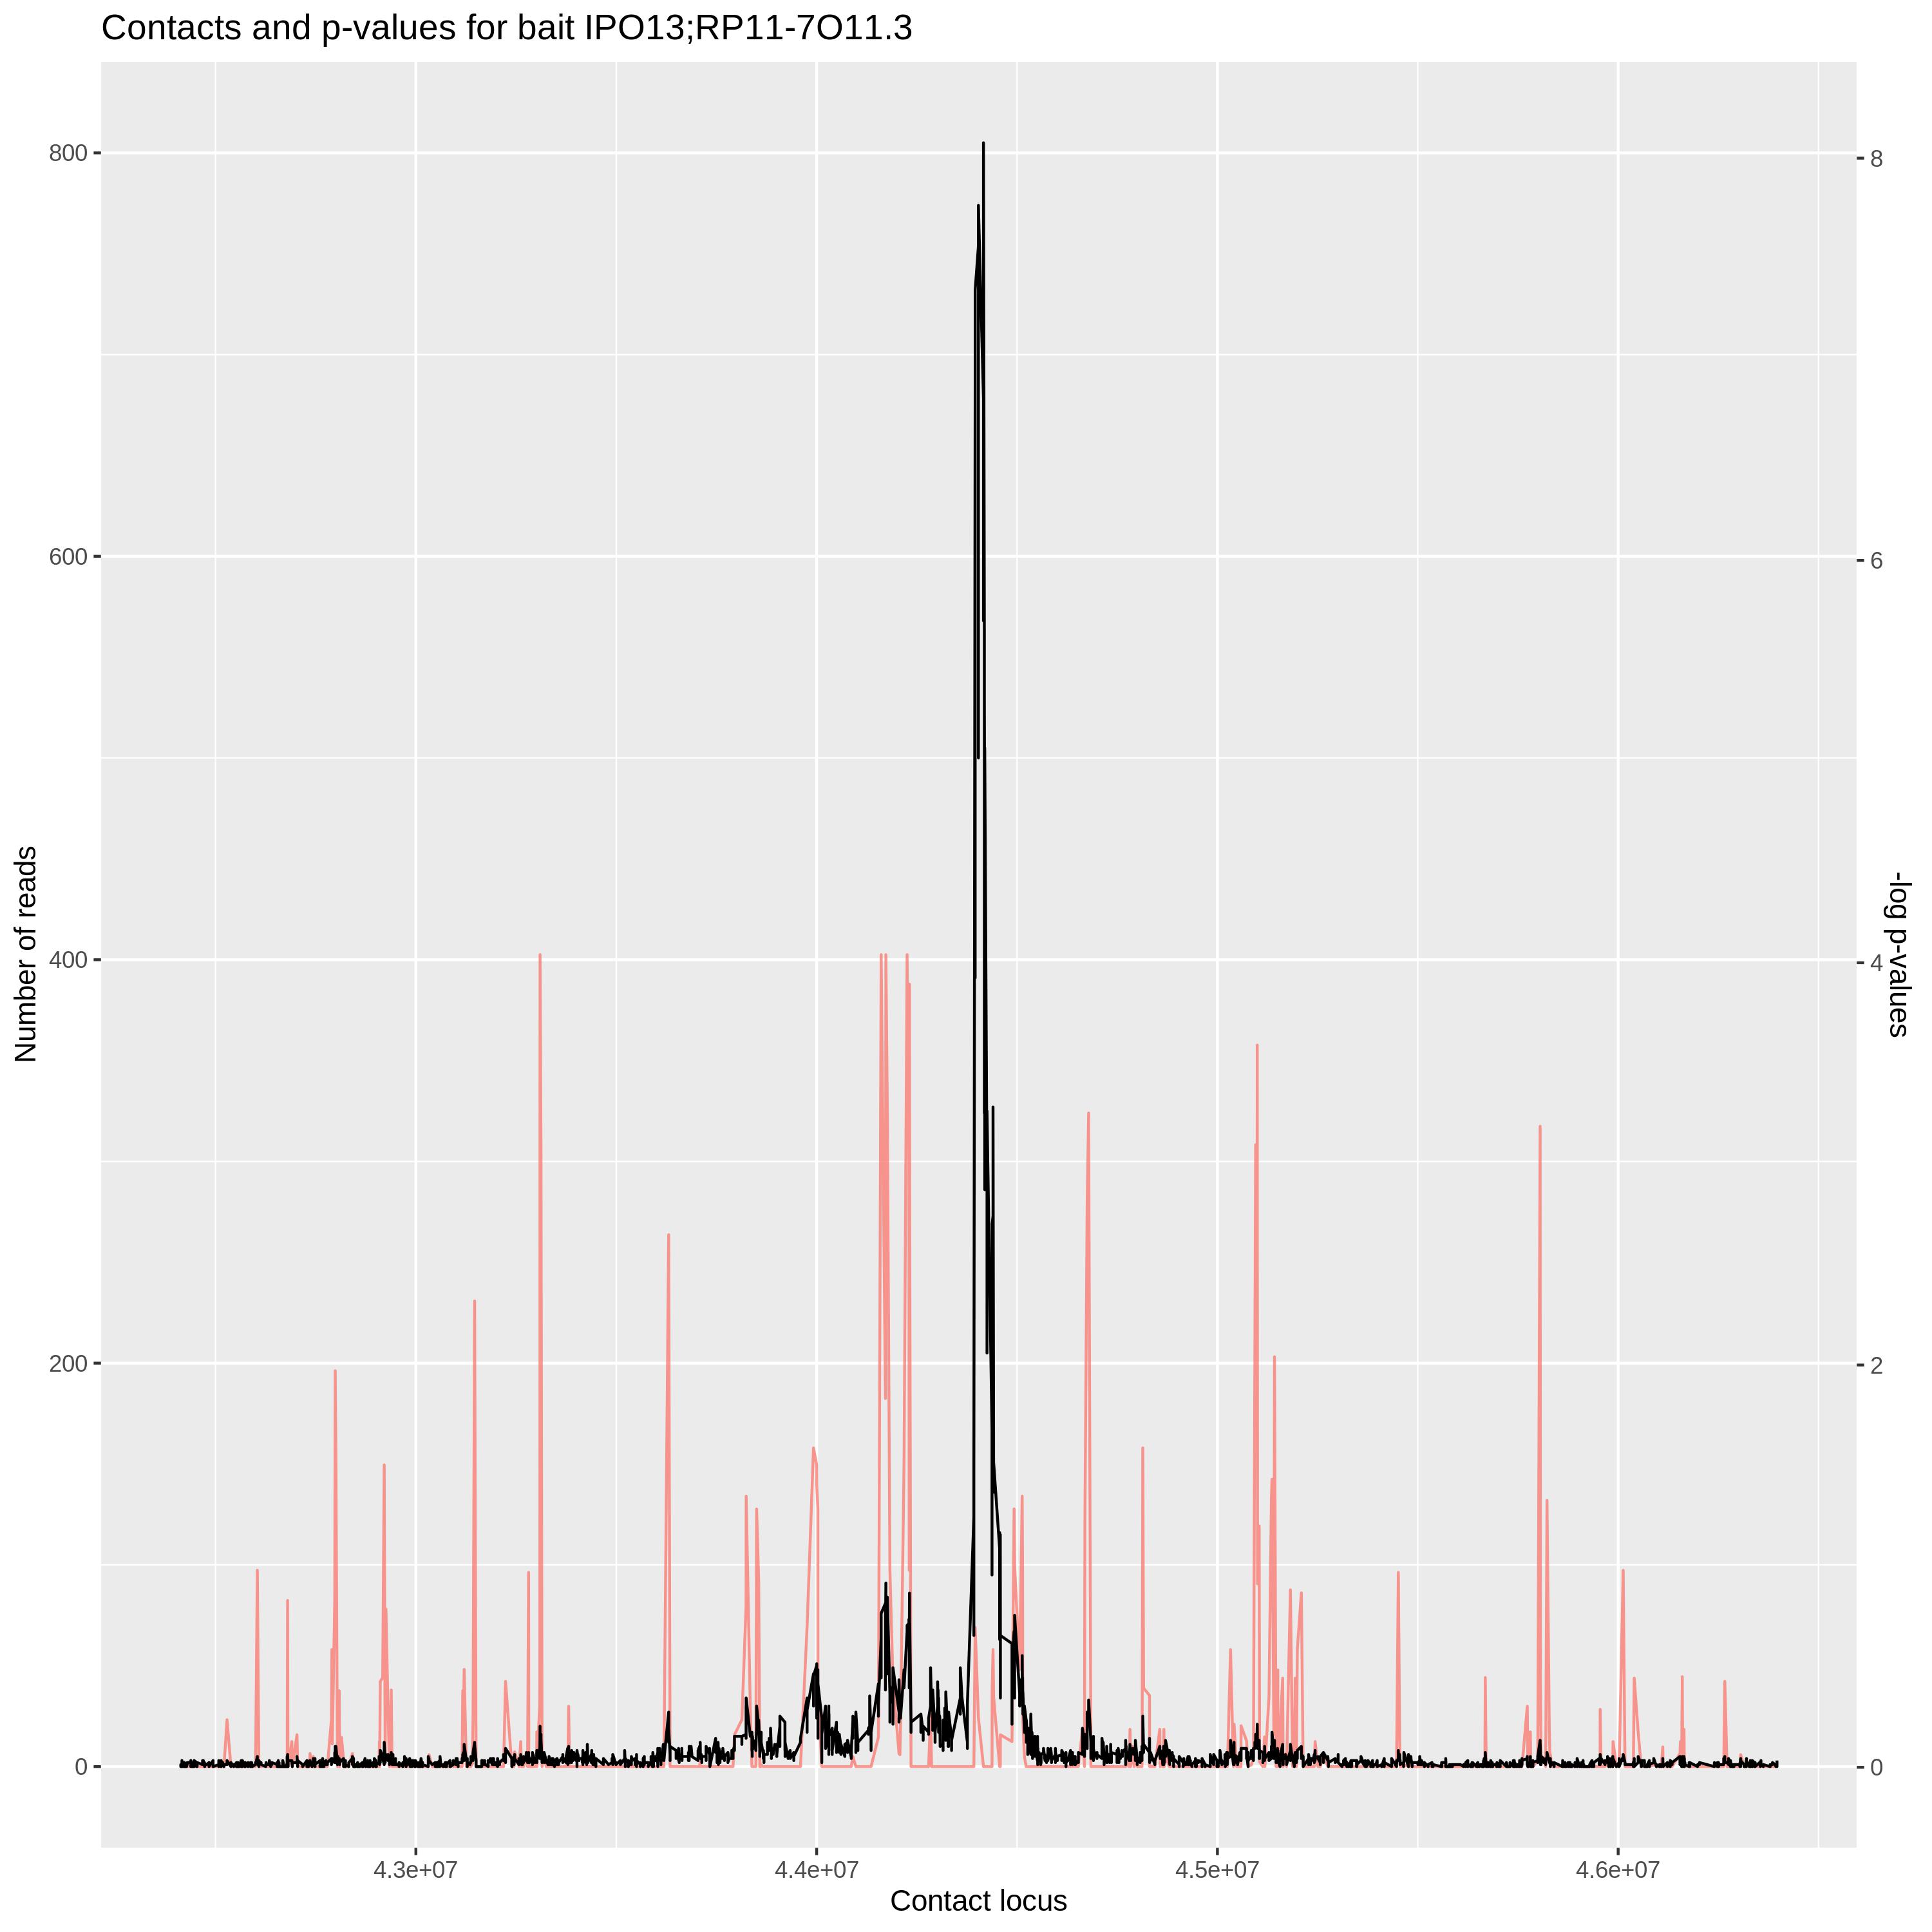 Contacts and p-values for bait IPO13;RP11-7O11.3
800
600
400
200
0
Number of reads
8
6
4
2
0
-log p-values
4.3e+07
4.4e+07
4.5e+07
4.6e+07
Contact locus